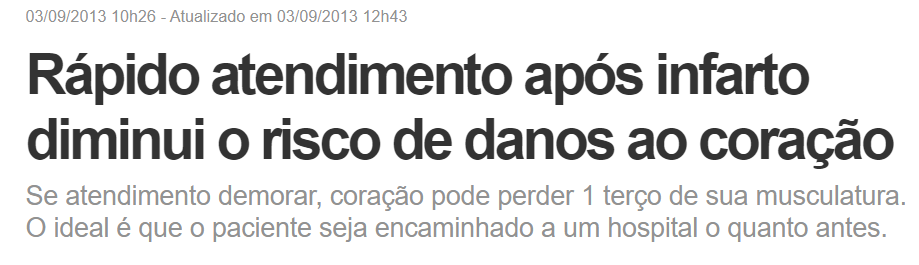 03/09/2013 10h26 - Atualizado em 03/09/2013 12h43
Rápido atendimento após infarto
diminui o risco de danos ao coração
Se atendimento demorar, coração pode perder 1 terço de sua musculatura.
O ideal é que o paciente seja encaminhado a um hospital o quanto antes.